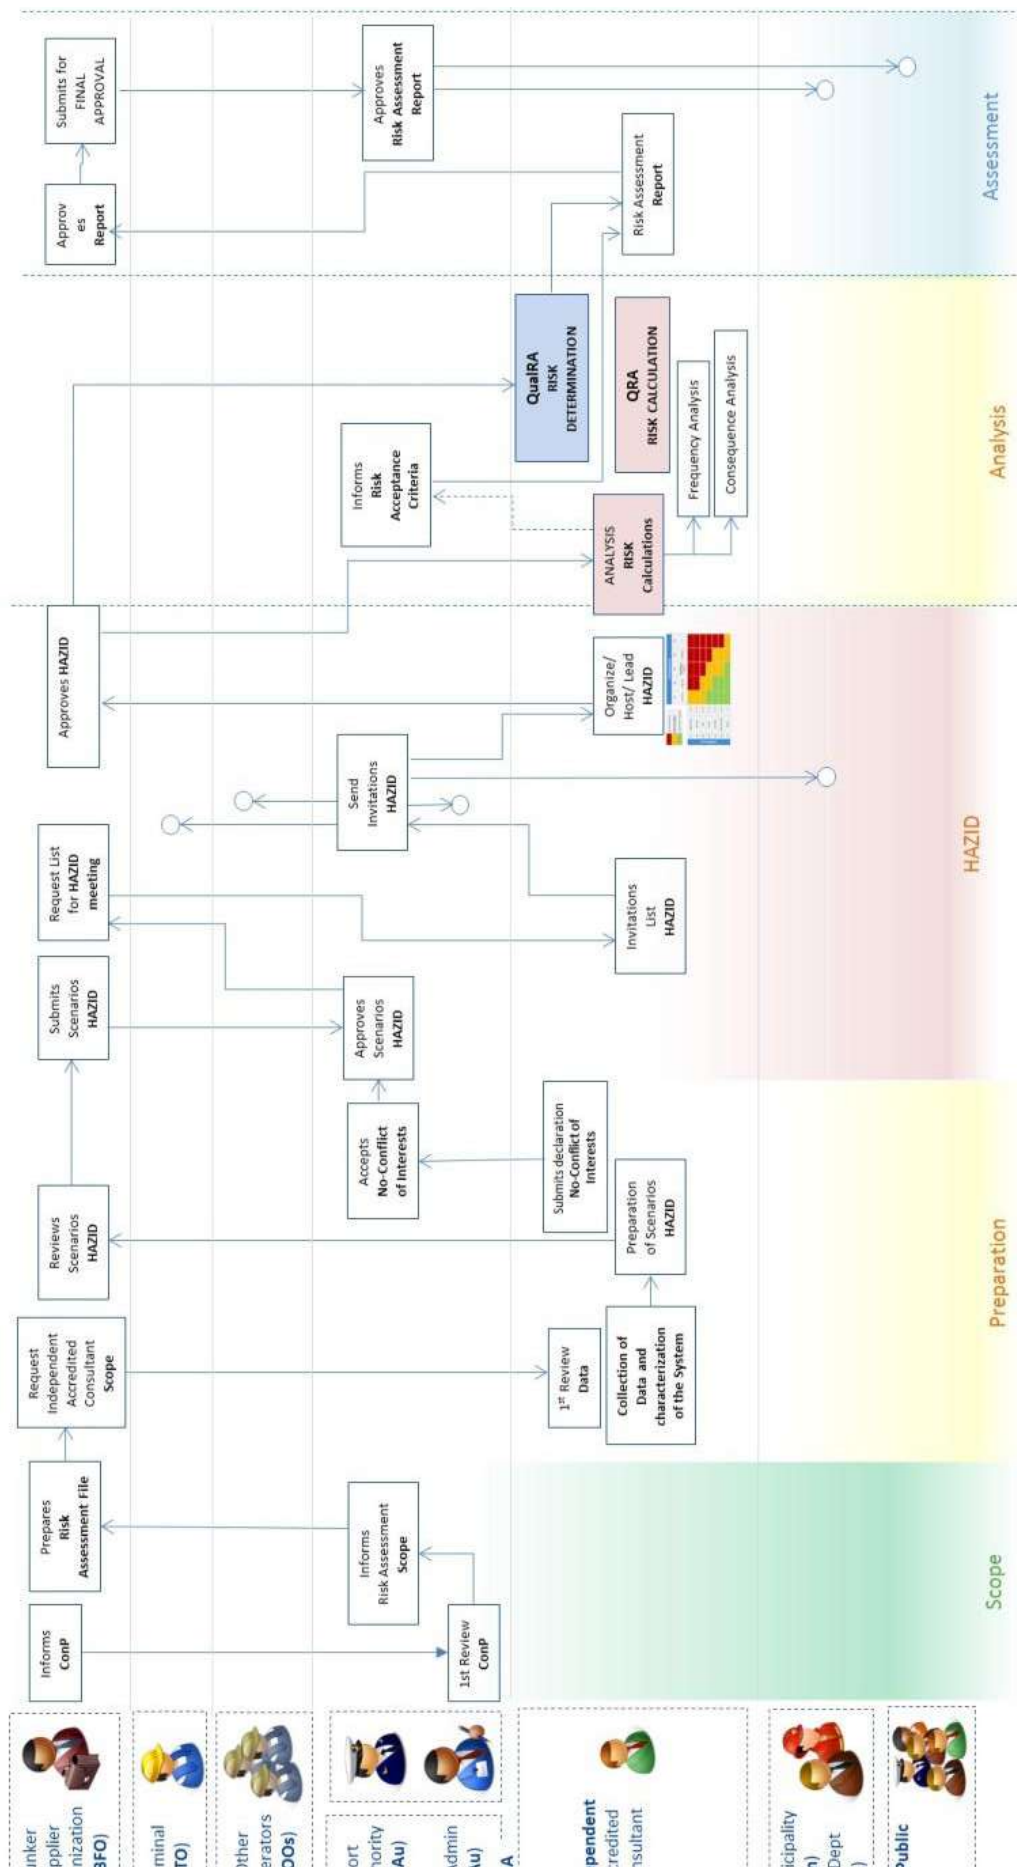 unker
pplier
nization
BFO)
Informs
ConP
Prepares
Risk
Assessment File
Request
Independent
Accredited
Consultant
Scope
Reviews
Scenarios
HAZID
Submits
Scenarios
HAZID
Request List
for HAZID
meeting
Approves HAZID
Approv
es
Report
Submits for
FINAL
APPROVAL
minal
TO)
Other
erators
OOs)
ort
hority
Au)
dmin
Au)
A
1st Review
ConP
Informs
Risk Assessment
Scope
Accepts
No-Conflict
of Interests
Approves
Scenarios
HAZID
Send
Invitations
HAZID
Informs
Risk
Acceptance
Criteria
Approves
Risk Assessment
Report
pendent
redited
nsultant
1st Review
Data
Collection of
Data and
characterization
of the System
Submits declaration
No-Conflict of
Interests
Preparation
of Scenarios
HAZID
Invitations
List
HAZID
Organize/
Host/ Lead
HAZID
ANALYSIS
RISK
Calculations
QualRA
RISK
DETERMINATION
QRA
RISK CALCULATION
Frequency Analysis
Consequence Analysis
Risk Assessment
Report
icipality
Dept
Public
Scope
Preparation
HAZID
Analysis
Assessment